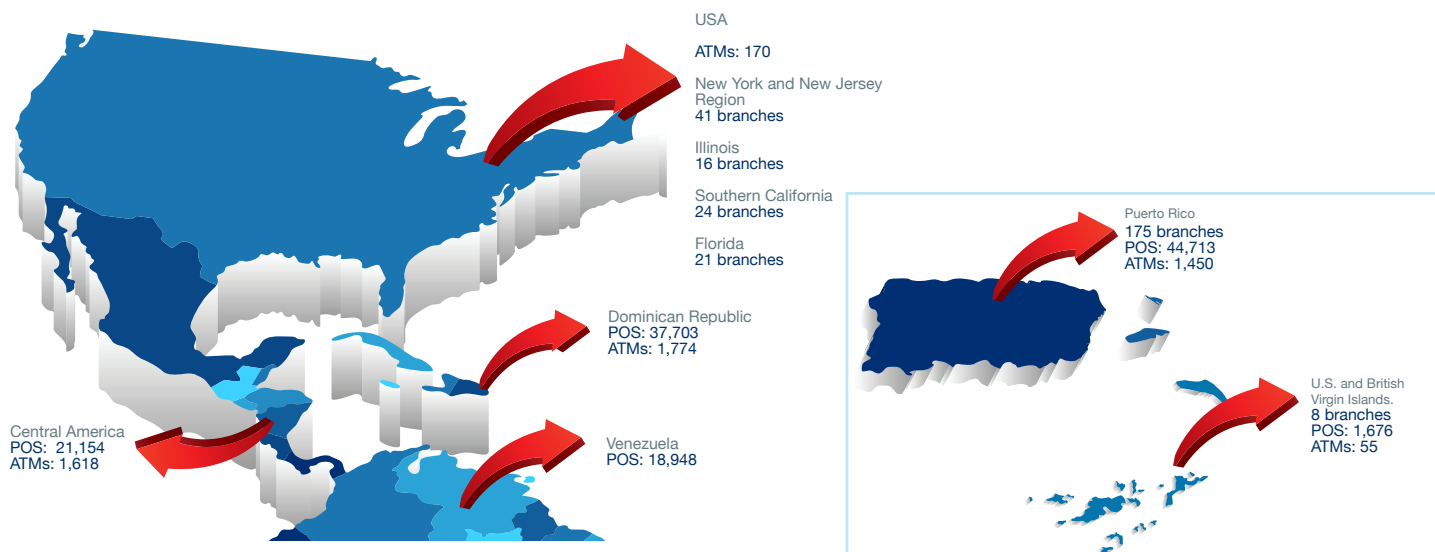 USA
ATMs: 170
New York and New Jersey
Region
41 branches
Illinois
16 branches
Southern California
24 branches
Florida
21 branches
Puerto Rico
175 branches
POS: 44,713
ATMs: 1,450
Dominican Republic
POS: 37,703
ATMs: 1,774
U.S. and British
Virgin Islands.
8 branches
POS: 1,676
ATMs: 55
Central America
POS: 21,154
ATMs: 1,618
Venezuela
POS: 18,948